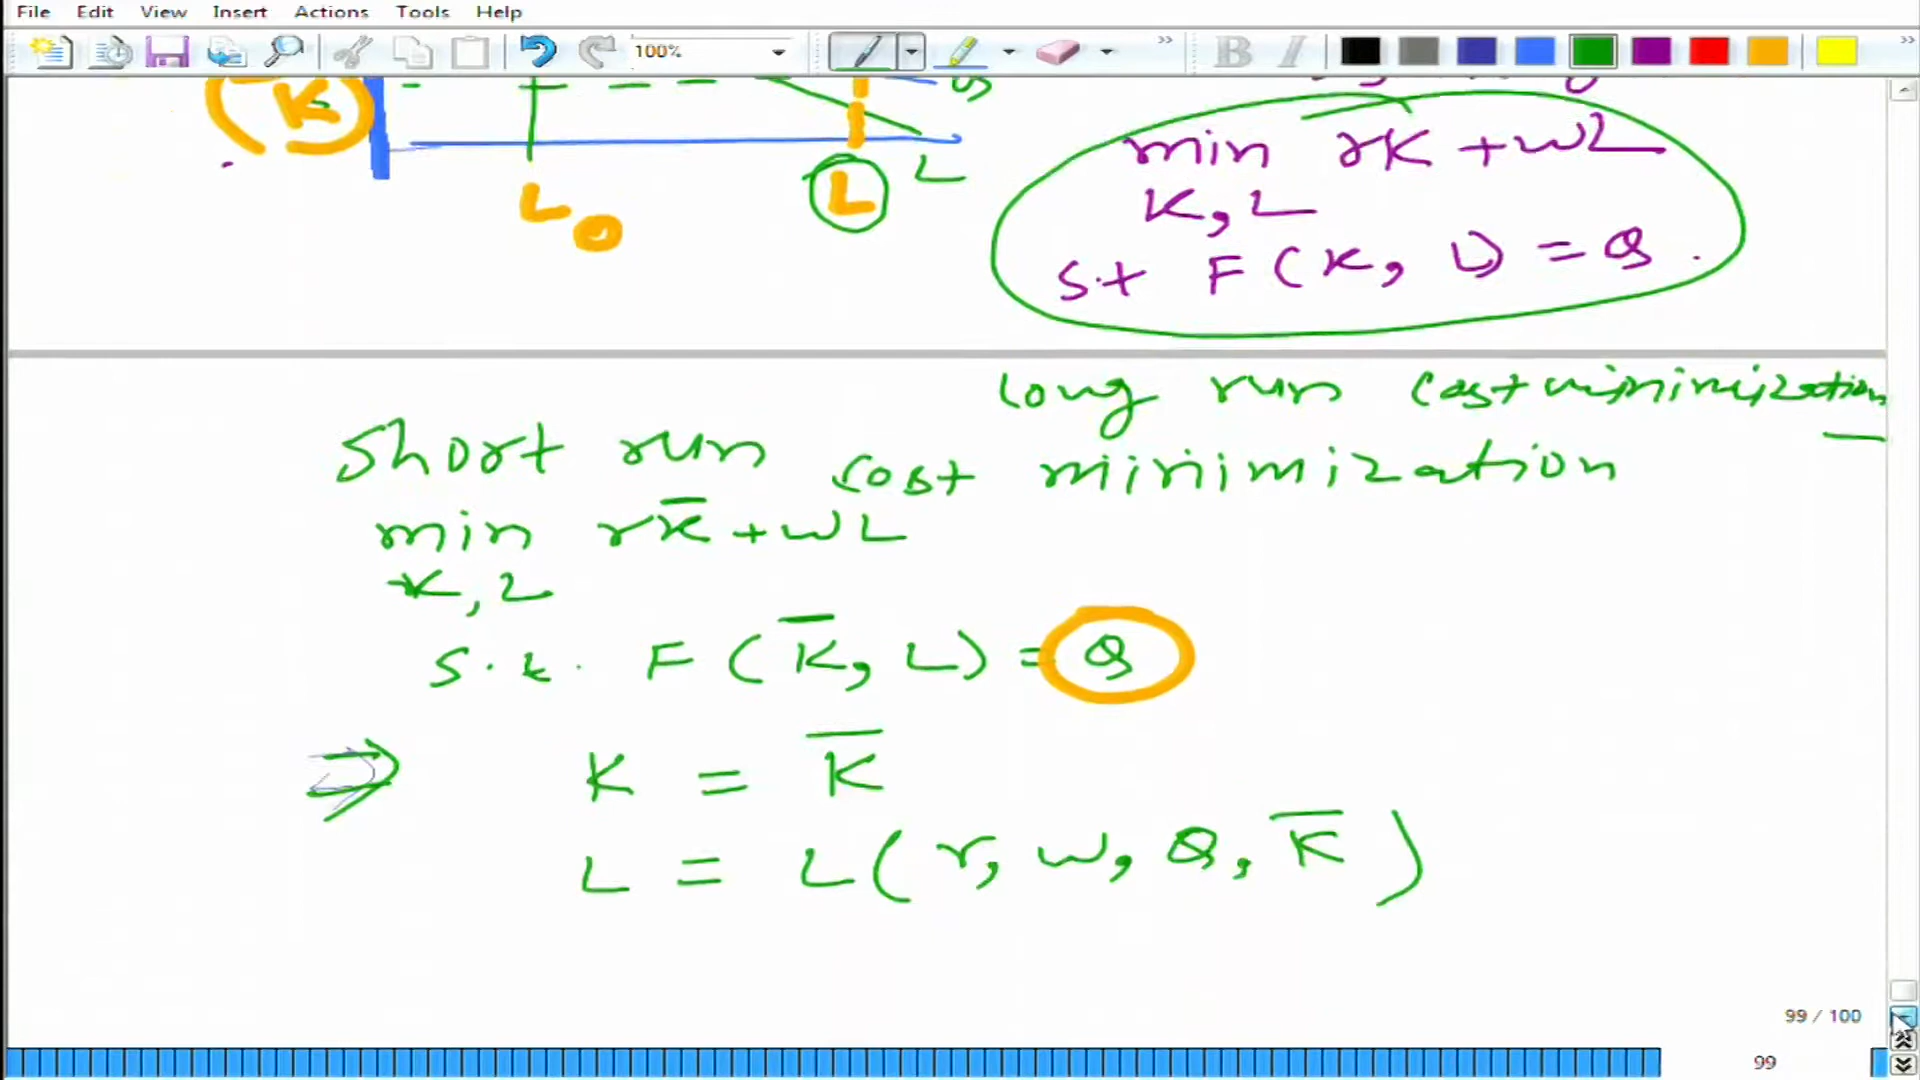 File Edit View Insert Actions Tools Help
100%
B I
K
L
L0
L
min rK + wL
K, L
s.t F(K, L) = Q
long run cost minimization
Short run cost minimization
min rK̅ + wL
K, L
s.t. F(K̅, L) = Q
⇒ K = K̅
L = L(r, w, Q, K̅)
99 / 100
99